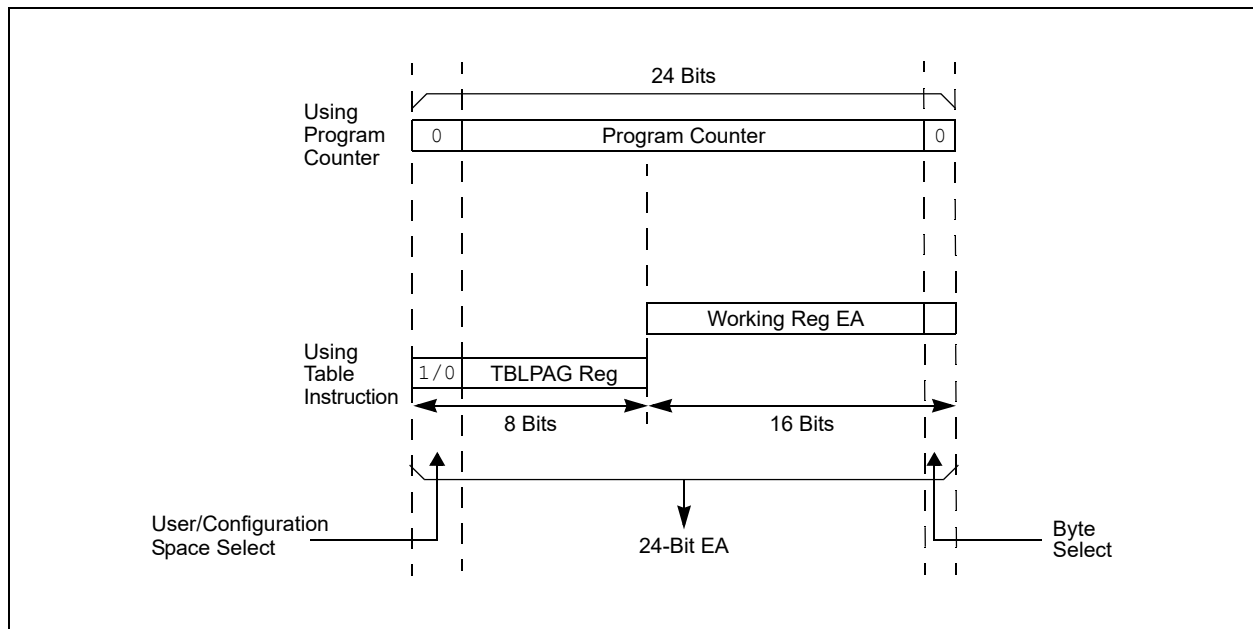 24 Bits
Using
Program
Counter
0
Program Counter
0
Working Reg EA
Using
Table
Instruction
1/0
TBLPAG Reg
8 Bits
16 Bits
User/Configuration
Space Select
24-Bit EA
Byte
Select